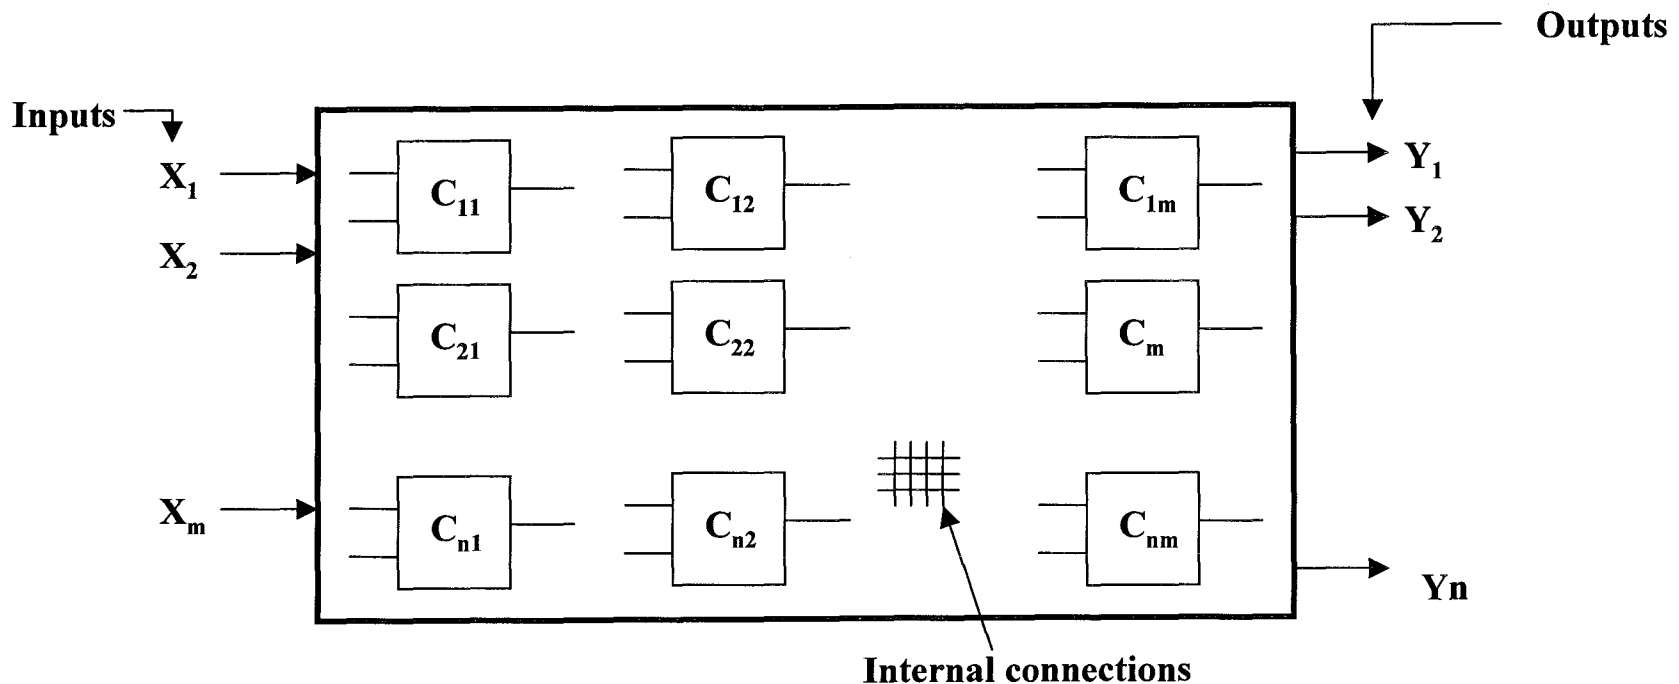 Outputs
Inputs
X₁
C₁₁
C₁₂
C₁ₘ
Y₁
Y₂
X₂
C₂₁
C₂₂
Cₘ
Xₘ
Cₙ₁
Cₙ₂
Cₙₘ
Yn
Internal connections